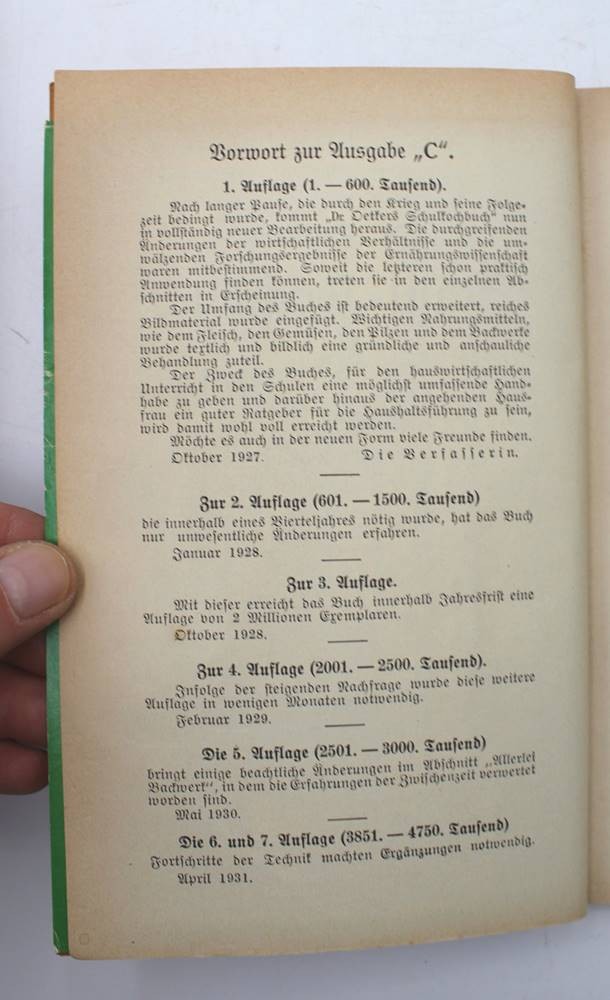 Vorwort zur Ausgabe „C“.
1. Auflage (1. — 600. Tausend).
Nach langer Pause, die durch den Krieg und seine Folge-
zeit bedingt wurde, kommt „Dr. Oetkers Schulkochbuch“ nun
in vollständig neuer Bearbeitung heraus. Die durchgreifenden
Änderungen der wirtschaftlichen Verhältnisse und die um-
wälzenden Forschungsergebnisse der Ernährungswissenschaft
waren mitbestimmend. Soweit die letzteren schon praktisch
Anwendung finden können, treten sie in den einzelnen Ab-
schnitten in Erscheinung.
Der Umfang des Buches ist bedeutend erweitert, reiches
Bildmaterial wurde eingefügt. Wichtigen Nahrungsmitteln,
wie dem Fleisch, den Gemüsen, den Pilzen und dem Backwerke
wurde textlich und bildlich eine gründliche und anschauliche
Behandlung zuteil.
Der Zweck des Buches, für den hauswirtschaftlichen
Unterricht in den Schulen eine möglichst umfassende Hand-
habe zu geben und darüber hinaus der angehenden Haus-
frau ein guter Ratgeber für die Haushaltsführung zu sein,
wird damit wohl voll erreicht werden.
Möchte es auch in der neuen Form viele Freunde finden.
Oktober 1927. Die Verfasserin.
Zur 2. Auflage (601. — 1500. Tausend)
die innerhalb eines Vierteljahres nötig wurde, hat das Buch
nur unwesentliche Änderungen erfahren.
Januar 1928.
Zur 3. Auflage.
Mit dieser erreicht das Buch innerhalb Jahresfrist eine
Auflage von 2 Millionen Exemplaren.
Oktober 1928.
Zur 4. Auflage (2001. — 2500. Tausend).
Infolge der steigenden Nachfrage wurde diese weitere
Auflage in wenigen Monaten notwendig.
Februar 1929.
Die 5. Auflage (2501. — 3000. Tausend)
bringt einige beachtliche Änderungen im Abschnitt „Allerlei
Backwerk“, in dem die Erfahrungen der Zwischenzeit verwertet
worden sind.
Mai 1930.
Die 6. und 7. Auflage (3851. — 4750. Tausend)
Fortschritte der Technik machten Ergänzungen notwendig.
April 1931.